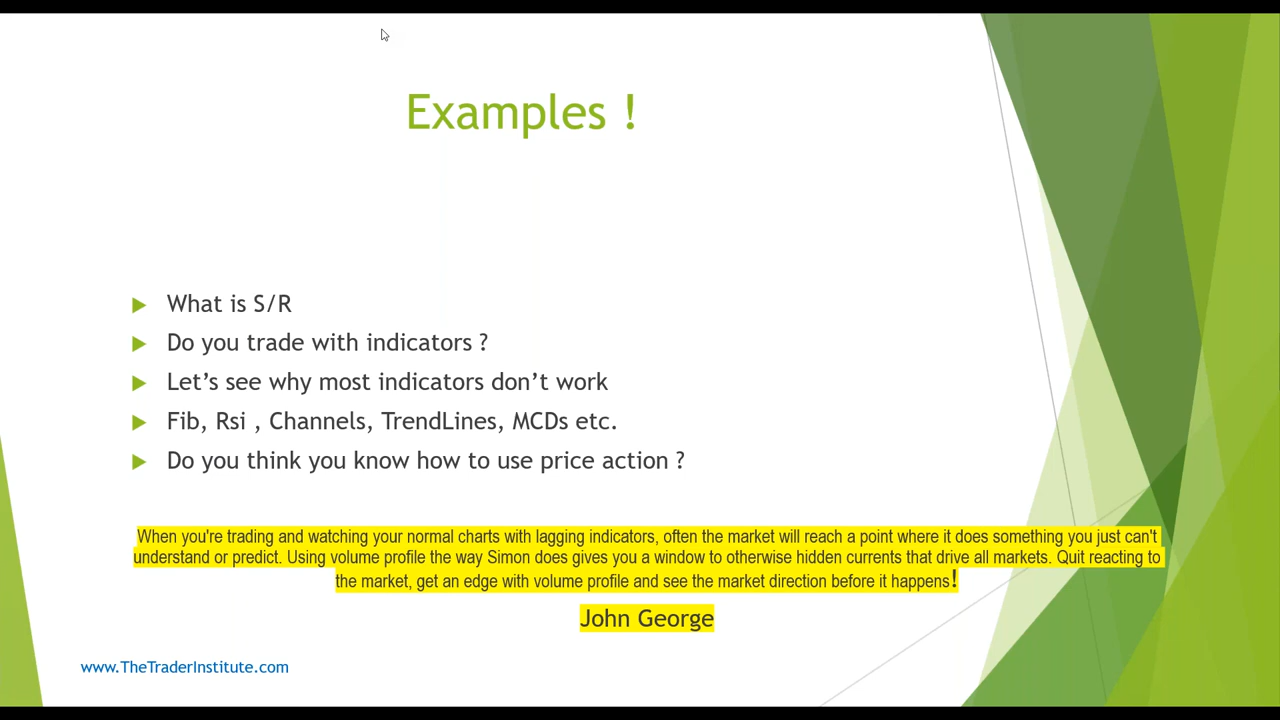 Examples !
What is S/R
Do you trade with indicators ?
Let’s see why most indicators don’t work
Fib, Rsi , Channels, TrendLines, MCDs etc.
Do you think you know how to use price action ?
When you're trading and watching your normal charts with lagging indicators, often the market will reach a point where it does something you just can't
understand or predict. Using volume profile the way Simon does gives you a window to otherwise hidden currents that drive all markets. Quit reacting to
the market, get an edge with volume profile and see the market direction before it happens!
John George
www.TheTraderInstitute.com